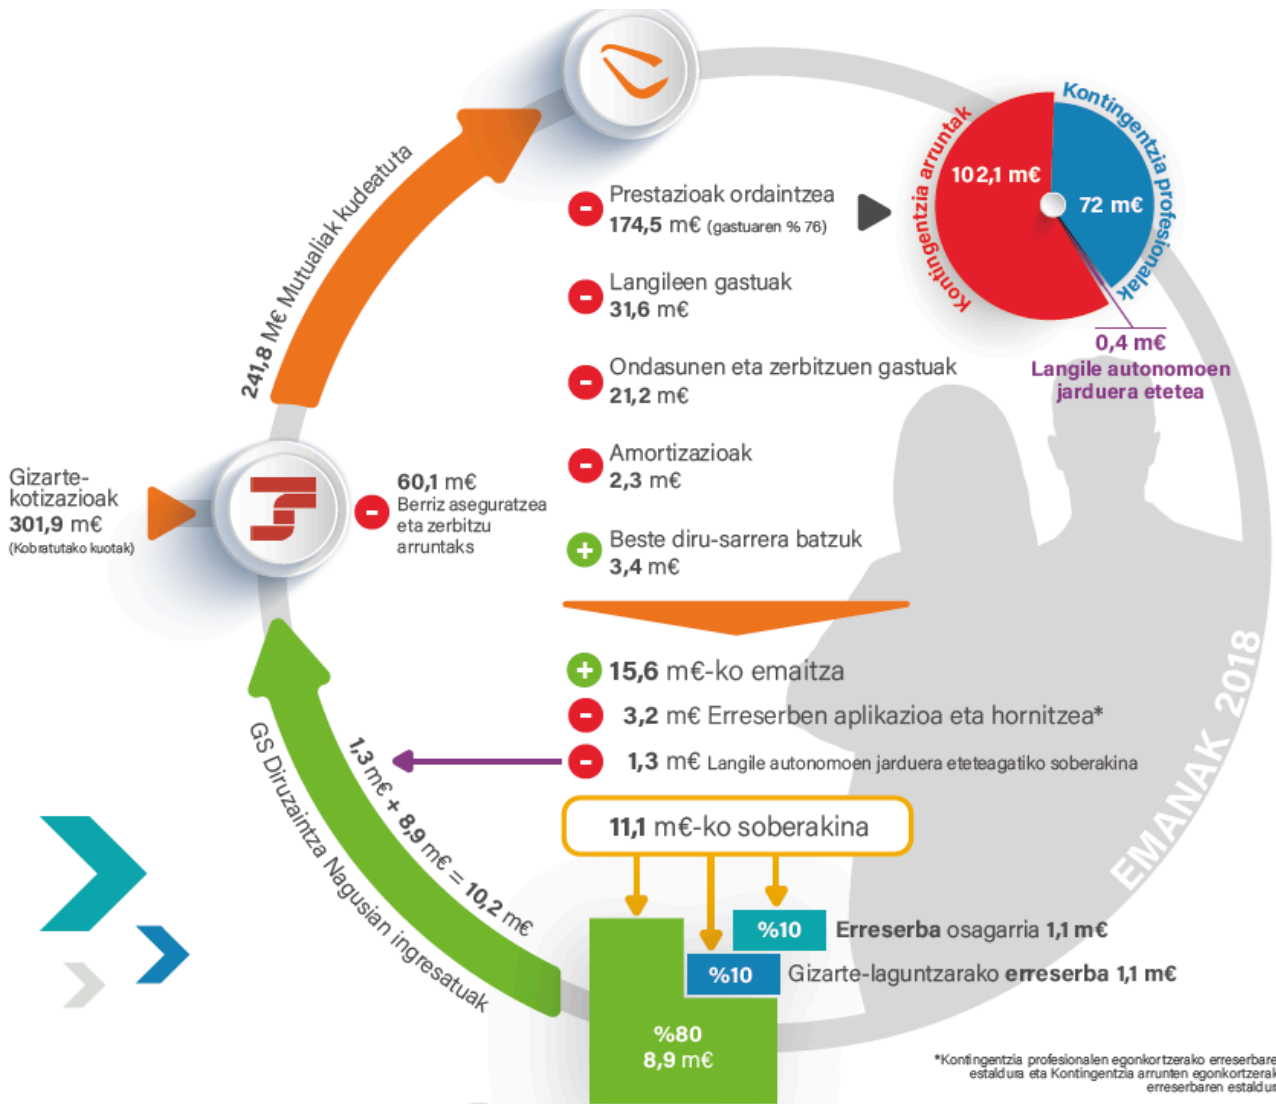 241,8 M€ Mutualiak kudeatuta
Gizarte-
kotizazioak
301,9 m€
(Kobratutako kuotak)
60,1 m€
Berriz aseguratzea
eta zerbitzu
arruntaks
Prestazioak ordaintzea
174,5 m€ (gastuaren % 76)
Langileen gastuak
31,6 m€
Ondasunen eta zerbitzuen gastuak
21,2 m€
Amortizazioak
2,3 m€
Beste diru-sarrera batzuk
3,4 m€
Kontingentzia arruntak
102,1 m€
Kontingentzia profesionalak
72 m€
0,4 m€
Langile autonomoen
jarduera etetea
15,6 m€-ko emaitza
3,2 m€ Erreserben aplikazioa eta hornitzea*
1,3 m€ Langile autonomoen jarduera eteteagatiko soberakina
11,1 m€-ko soberakina
1,3 m€ + 8,9 m€ = 10,2 m€
GS Diruzaintza Nagusian ingresatuak
%10
Erreserba osagarria 1,1 m€
%10
Gizarte-laguntzarako erreserba 1,1 m€
%80
8,9 m€
EMANAK 2018
*Kontingentzia profesionalen egonkortzerako erreserbare
estaldura eta Kontingentzia arrunten egonkortzerak
erreserbaren estaldur